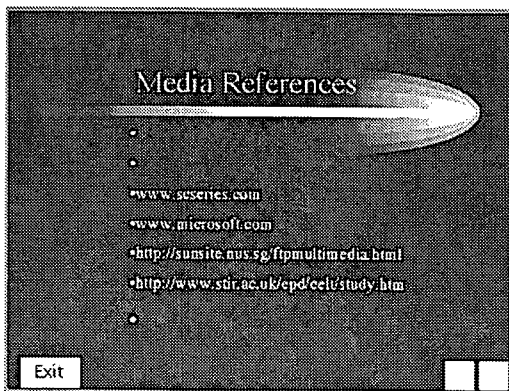 Media References
•
•
•www.scseries.com
•www.microsoft.com
•http://sunsite.nus.sg/ftpmultimedia.html
•http://www.stir.ac.uk/epd/celt/study.htm
•
Exit